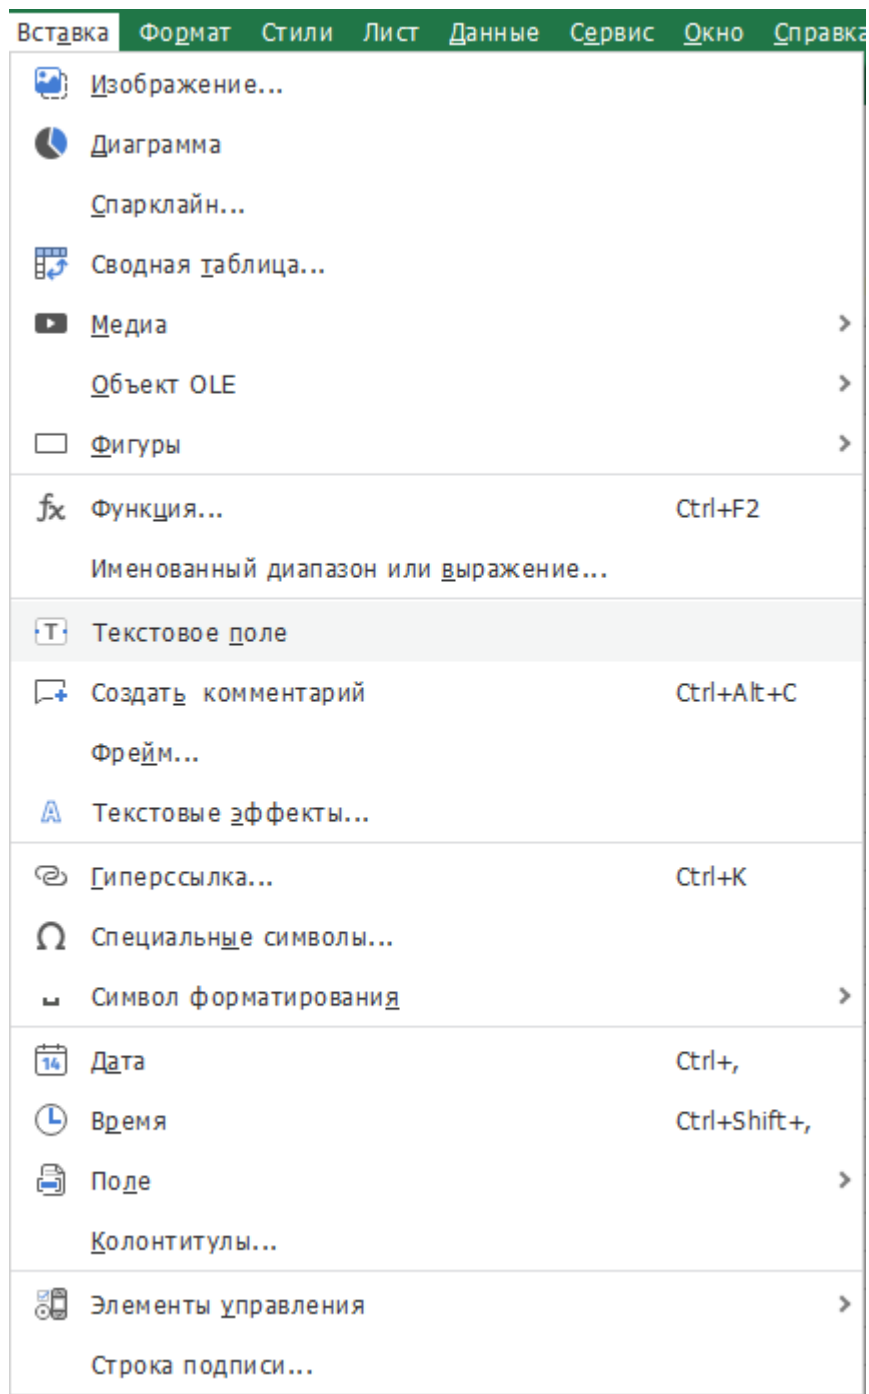 Вставка Формат Стили Лист Данные Сервис Окно Справка
Изображение...
Диаграмма
Спарклайн...
Сводная таблица...
Медиа
Объект OLE
Фигуры
fx Функция... Ctrl+F2
Именованный диапазон или выражение...
T Текстовое поле
Создать комментарий Ctrl+Alt+C
Фрейм...
A Текстовые эффекты...
Гиперссылка... Ctrl+K
Ω Специальные символы...
Символ форматирования
14 Дата Ctrl+,
Время Ctrl+Shift+,
Поле
Колонтитулы...
Элементы управления
Строка подписи...